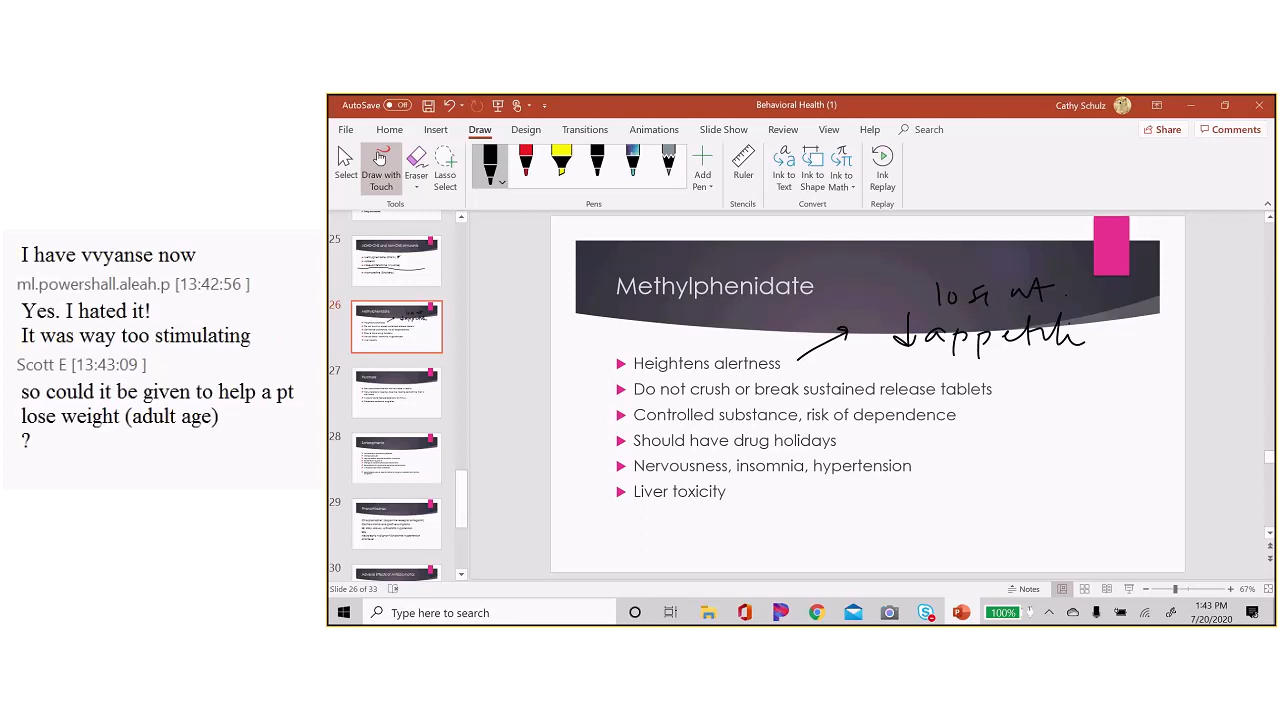 I have vvyanse now
ml.powershall.aleah.p [13:42:56 ]
Yes. I hated it!
It was way too stimulating
Scott E [13:43:09 ]
so could it be given to help a pt
lose weight (adult age)
?
AutoSave Off
Behavioral Health (1)
Cathy Schulz
File Home Insert Draw Design Transitions Animations Slide Show Review View Help Search Share Comments
Select
Draw with Touch
Eraser
Lasso Select
Add Pen
Ruler
Ink to Text
Ink to Shape
Ink to Math
Ink Replay
Tools Pens Stencils Convert Replay
25
26
Methylphenidate
27
28
29
30
Adverse Effects of Antipsychotics
Methylphenidate
↓
Heightens alertness
Do not crush or break sustained release tablets
Controlled substance, risk of dependence
Should have drug holidays
Nervousness, insomnia, hypertension
Liver toxicity
Slide 26 of 33
Notes
67%
Type here to search
100%
1:43 PM
7/20/2020